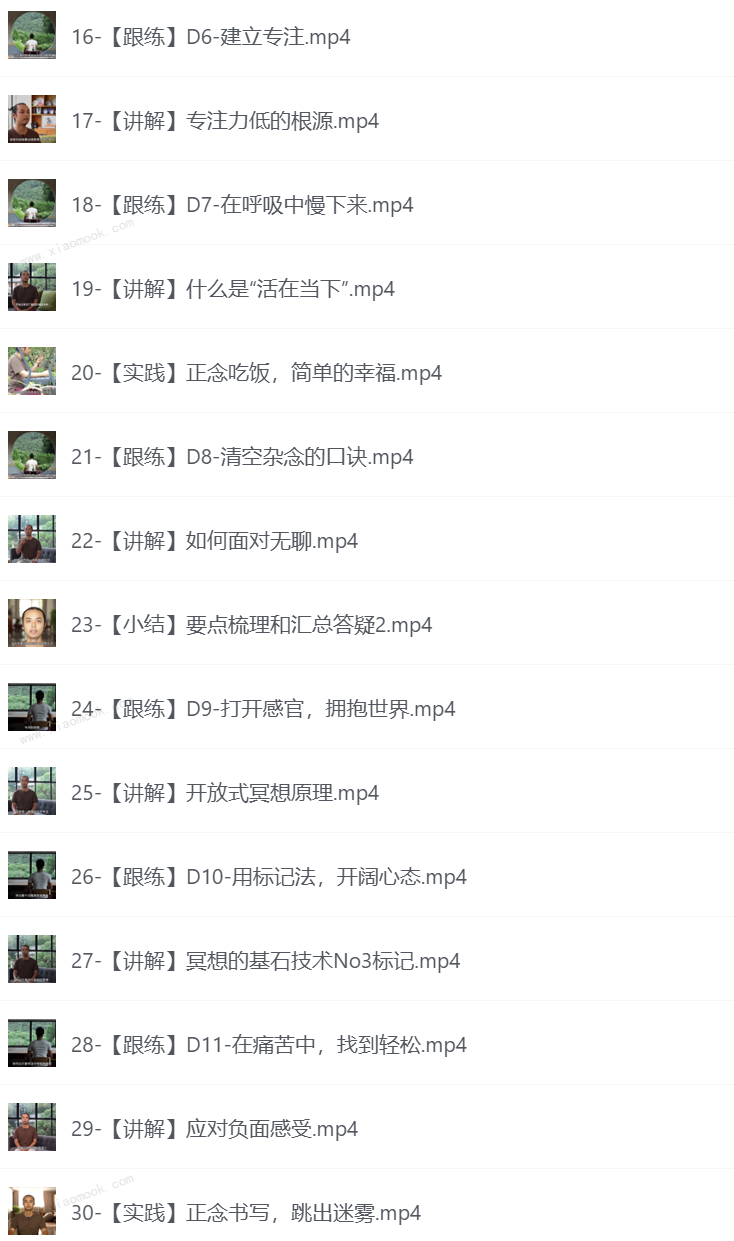 16-【跟练】D6-建立专注.mp4
17-【讲解】专注力低的根源.mp4
18-【跟练】D7-在呼吸中慢下来.mp4
www.xiaomook.com
19-【讲解】什么是“活在当下”.mp4
20-【实践】正念吃饭，简单的幸福.mp4
21-【跟练】D8-清空杂念的口诀.mp4
22-【讲解】如何面对无聊.mp4
23-【小结】要点梳理和汇总答疑2.mp4
24-【跟练】D9-打开感官，拥抱世界.mp4
www.xiaomook.com
25-【讲解】开放式冥想原理.mp4
26-【跟练】D10-用标记法，开阔心态.mp4
27-【讲解】冥想的基石技术No3标记.mp4
28-【跟练】D11-在痛苦中，找到轻松.mp4
29-【讲解】应对负面感受.mp4
xiaomook.com
30-【实践】正念书写，跳出迷雾.mp4